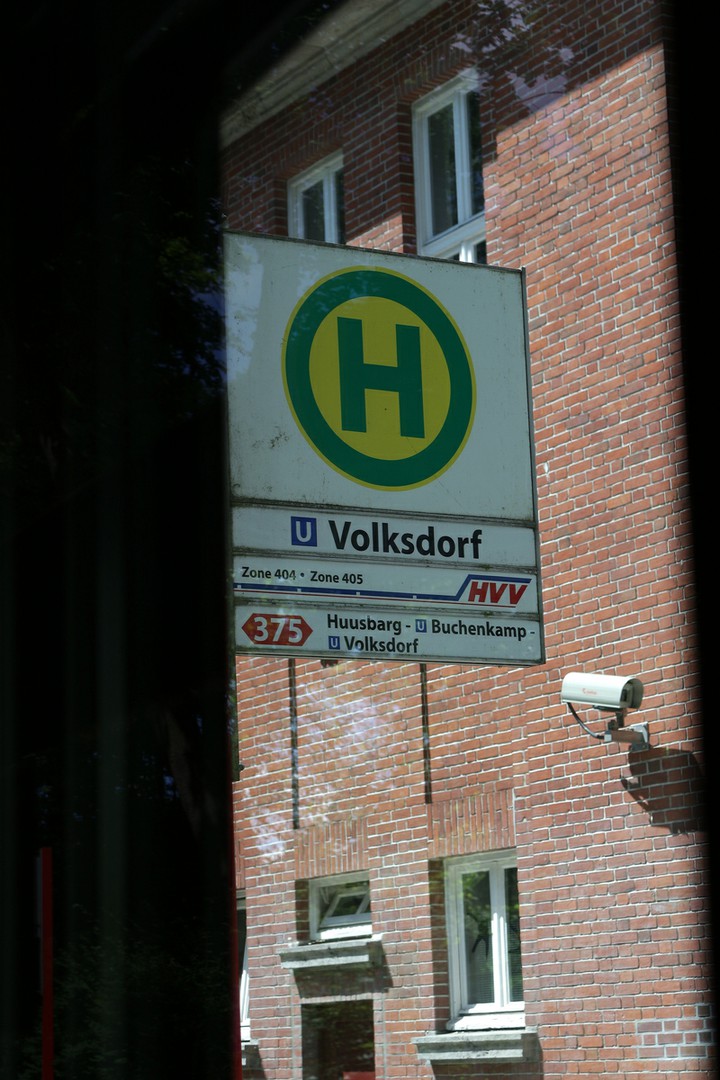 H
U Volksdorf
Zone 404 • Zone 405
HVV
375 Huusbarg - U Buchenkamp -
U Volksdorf